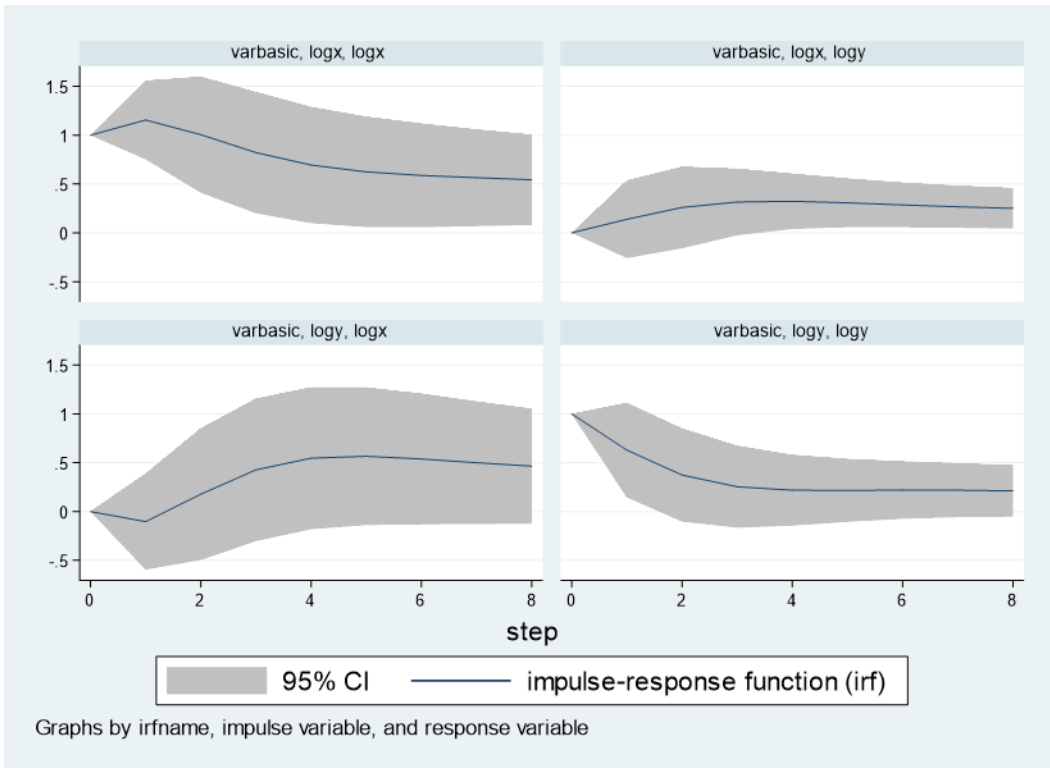 varbasic, logx, logx
varbasic, logx, logy
1.5
1
.5
0
-.5
varbasic, logy, logx
varbasic, logy, logy
1.5
1
.5
0
-.5
0 2 4 6 8
0 2 4 6 8
step
95% CI impulse-response function (irf)
Graphs by irfname, impulse variable, and response variable